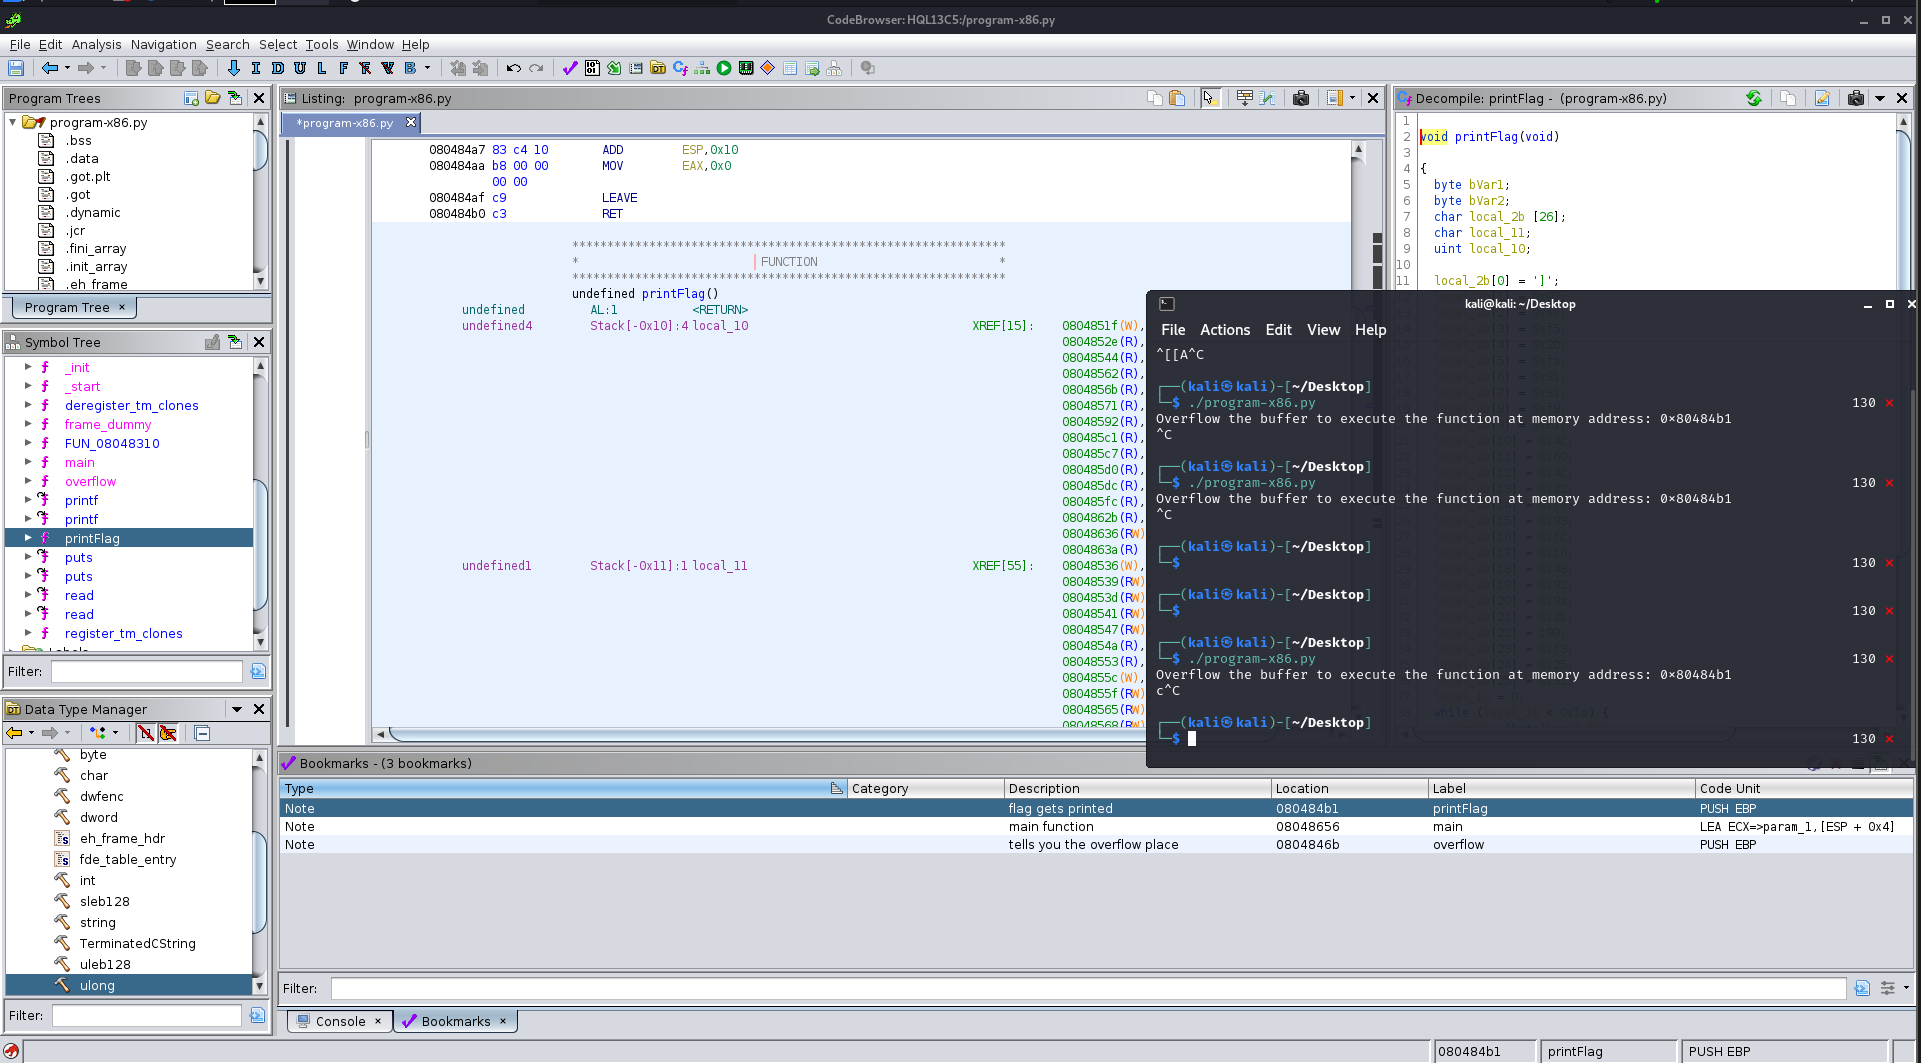 CodeBrowser: HQL13C5:/program-x86.py
File Edit Analysis Navigation Search Select Tools Window Help
I D U L F B
Program Trees
program-x86.py
.bss
.data
.got.plt
.got
.dynamic
.jcr
.fini_array
.init_array
.eh_frame
Program Tree ×
Symbol Tree
_init
_start
deregister_tm_clones
frame_dummy
FUN_08048310
main
overflow
printf
printf
printFlag
puts
puts
read
read
register_tm_clones
Filter:
Data Type Manager
byte
char
dwfenc
dword
eh_frame_hdr
fde_table_entry
int
sleb128
string
TerminatedCString
uleb128
ulong
Filter:
Listing: program-x86.py
*program-x86.py
080484a7 83 c4 10 ADD ESP,0x10
080484aa b8 00 00 MOV EAX,0x0
00 00
080484af c9 LEAVE
080484b0 c3 RET
**************************************************************
* FUNCTION *
**************************************************************
undefined printFlag()
undefined AL:1 <RETURN>
undefined4 Stack[-0x10]:4 local_10 XREF[15]: 0804851f(W),
0804852e(R),
08048544(R),
08048562(R),
0804856b(R),
08048571(R),
08048592(R),
080485c1(R),
080485c7(R),
080485d0(R),
080485dc(R),
080485fc(R),
0804862b(R),
08048636(RW)
0804863a(R)
undefined1 Stack[-0x11]:1 local_11 XREF[55]: 08048536(W),
08048539(RW)
0804853d(RW)
08048541(RW)
08048547(RW)
0804854a(R),
08048553(R),
0804855c(W),
0804855f(RW)
08048565(RW)
08048568(RW)
Decompile: printFlag - (program-x86.py)
1
2 void printFlag(void)
3
4 {
5 byte bVar1;
6 byte bVar2;
7 char local_2b [26];
8 char local_11;
9 uint local_10;
10
11 local_2b[0] = ']';
kali@kali: ~/Desktop
File Actions Edit View Help
^[[A^C
┌──(kali㉿kali)-[~/Desktop]
└─$ ./program-x86.py 130 ×
Overflow the buffer to execute the function at memory address: 0×80484b1
^C
┌──(kali㉿kali)-[~/Desktop]
└─$ ./program-x86.py 130 ×
Overflow the buffer to execute the function at memory address: 0×80484b1
^C
┌──(kali㉿kali)-[~/Desktop]
└─$ 130 ×
┌──(kali㉿kali)-[~/Desktop]
└─$ 130 ×
┌──(kali㉿kali)-[~/Desktop]
└─$ ./program-x86.py 130 ×
Overflow the buffer to execute the function at memory address: 0×80484b1
c^C
┌──(kali㉿kali)-[~/Desktop]
└─$ 130 ×
Bookmarks - (3 bookmarks)
Type Category Description Location Label Code Unit
Note flag gets printed 080484b1 printFlag PUSH EBP
Note main function 08048656 main LEA ECX=>param_1,[ESP + 0x4]
Note tells you the overflow place 0804846b overflow PUSH EBP
Filter:
Console × Bookmarks ×
080484b1 printFlag PUSH EBP